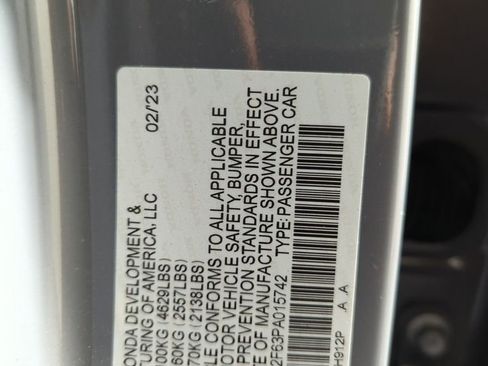 ONDA DEVELOPMENT & 02/'23
TURING OF AMERICA, LLC
00KG (4629LBS)
60KG (2557LBS)
70KG (2138LBS)
LE CONFORMS TO ALL APPLICABLE
OTOR VEHICLE SAFETY, BUMPER,
PREVENTION STANDARDS IN EFFECT
TE OF MANUFACTURE SHOWN ABOVE.
2F63PA015742 TYPE: PASSENGER CAR
H912P A A